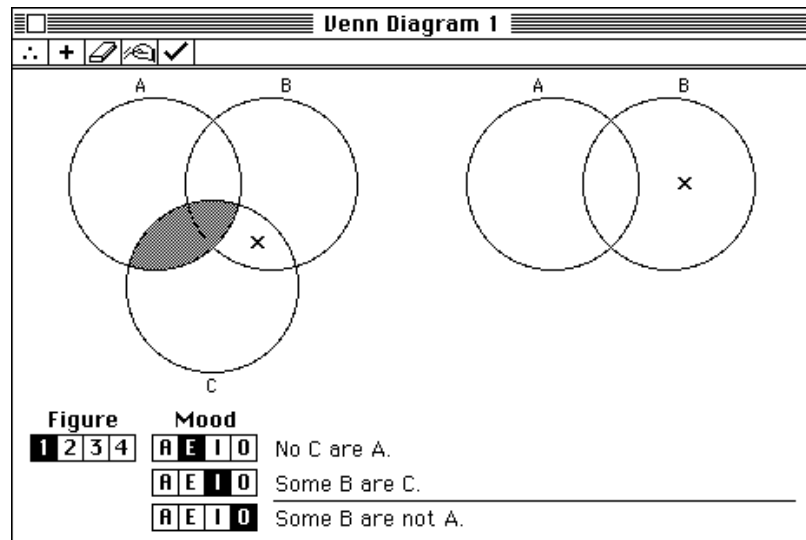 Venn Diagram 1
A B
A B
C
Figure Mood
1 2 3 4 A E I O No C are A.
A E I O Some B are C.
A E I O Some B are not A.